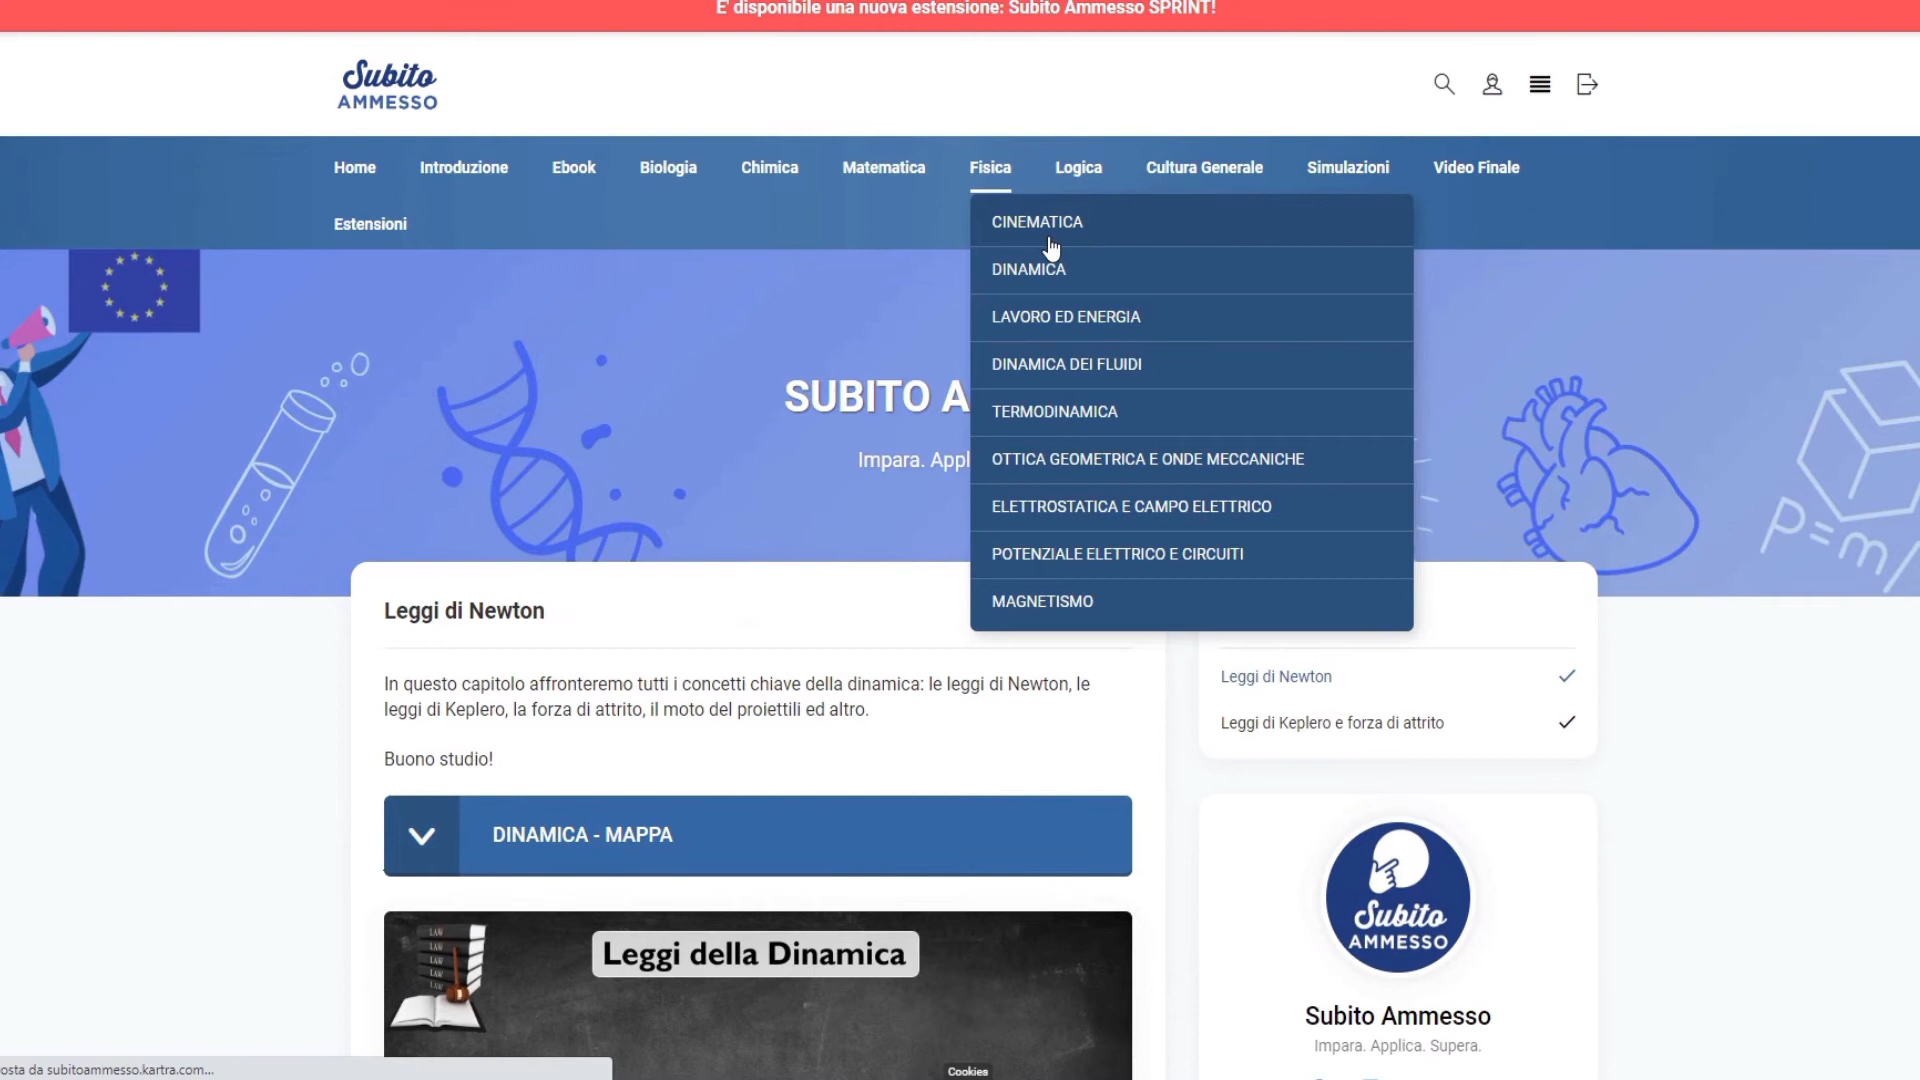 E' disponibile una nuova estensione: Subito Ammesso SPRINT!
Subito
AMMESSO
Home Introduzione Ebook Biologia Chimica Matematica Fisica Logica Cultura Generale Simulazioni Video Finale
Estensioni
CINEMATICA
DINAMICA
LAVORO ED ENERGIA
DINAMICA DEI FLUIDI
TERMODINAMICA
OTTICA GEOMETRICA E ONDE MECCANICHE
ELETTROSTATICA E CAMPO ELETTRICO
POTENZIALE ELETTRICO E CIRCUITI
MAGNETISMO
SUBITO A
Impara. Appl
P=m/
Leggi di Newton
In questo capitolo affronteremo tutti i concetti chiave della dinamica: le leggi di Newton, le
leggi di Keplero, la forza di attrito, il moto del proiettili ed altro.
Buono studio!
DINAMICA - MAPPA
LAW
LAW
LAW
LAW
LAW
Leggi della Dinamica
Leggi di Newton
Leggi di Keplero e forza di attrito
Subito
AMMESSO
Subito Ammesso
Impara. Applica. Supera.
osta da subitoammesso.kartra.com...
Cookies